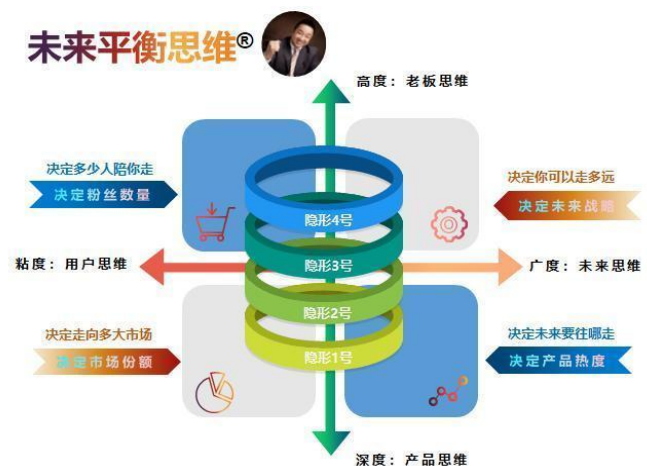 未来平衡思维®
高度：老板思维
决定多少人陪你走
决定粉丝数量
决定你可以走多远
决定未来战略
隐形4号
隐形3号
隐形2号
隐形1号
粘度：用户思维
广度：未来思维
决定走向多大市场
决定市场份额
决定未来要往哪走
决定产品热度
深度：产品思维